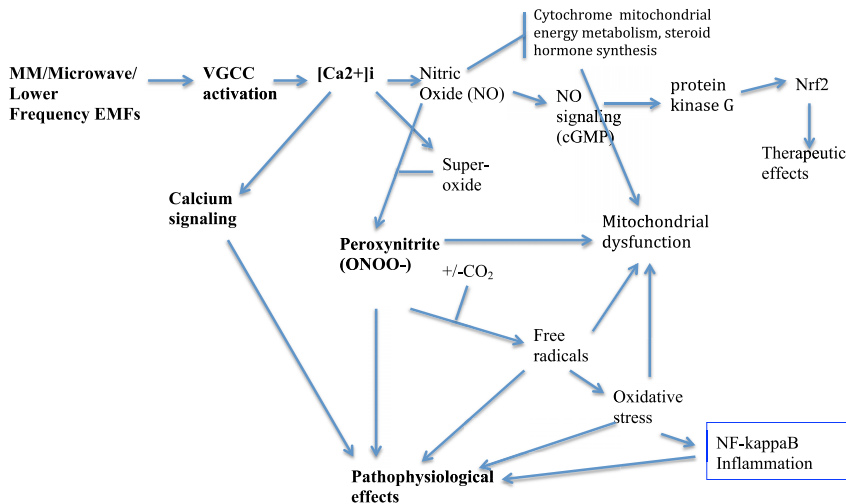 Cytochrome mitochondrial
energy metabolism, steroid
hormone synthesis
MM/Microwave/
Lower
Frequency EMFs
VGCC
activation
[Ca2+]i
Nitric
Oxide (NO)
NO
signaling
(cGMP)
protein
kinase G
Nrf2
Therapeutic
effects
Super-
oxide
Calcium
signaling
Peroxynitrite
(ONOO-)
Mitochondrial
dysfunction
+/-CO₂
Free
radicals
Oxidative
stress
NF-kappaB
Inflammation
Pathophysiological
effects